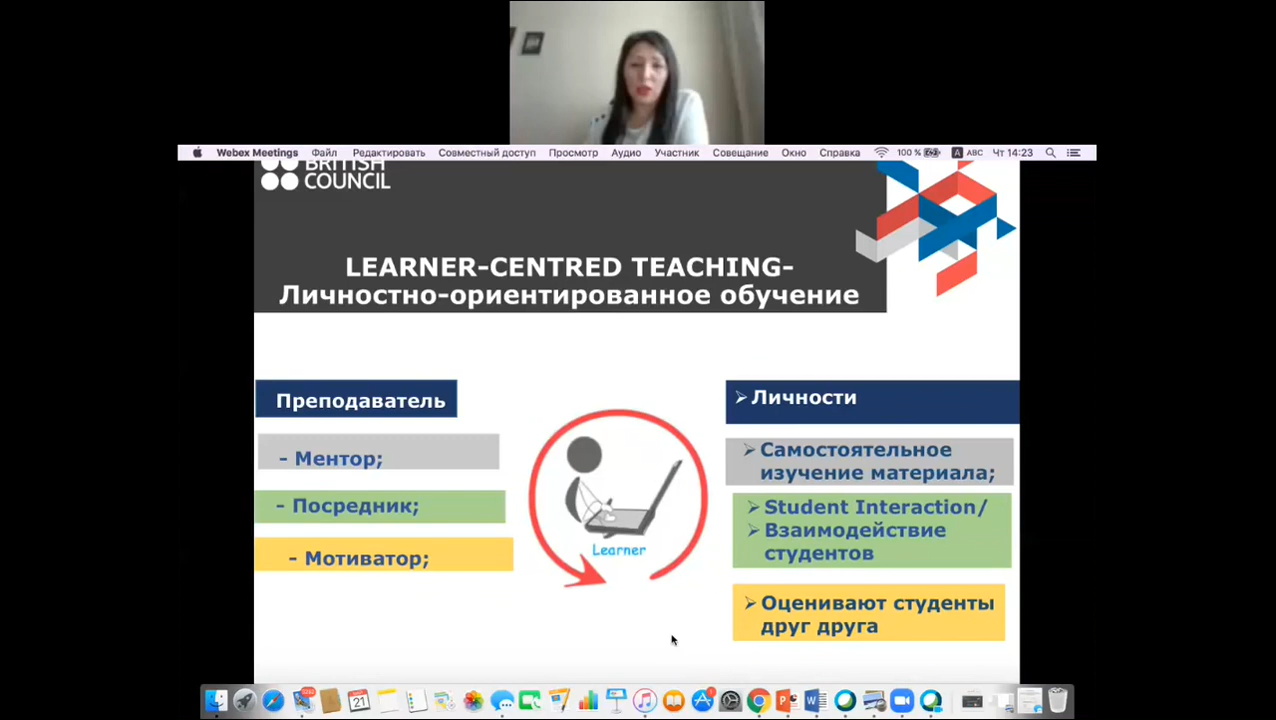 Webex Meetings Файл Редактировать Совместный доступ Просмотр Аудио Участник Совещание Окно Справка 100 % A ABC Чт 14:23
BRITISH
COUNCIL
LEARNER-CENTRED TEACHING-
Личностно-ориентированное обучение
Преподаватель
- Ментор;
- Посредник;
- Мотиватор;
Learner
Личности
Самостоятельное
изучение материала;
Student Interaction/
Взаимодействие
студентов
Оценивают студенты
друг друга
21